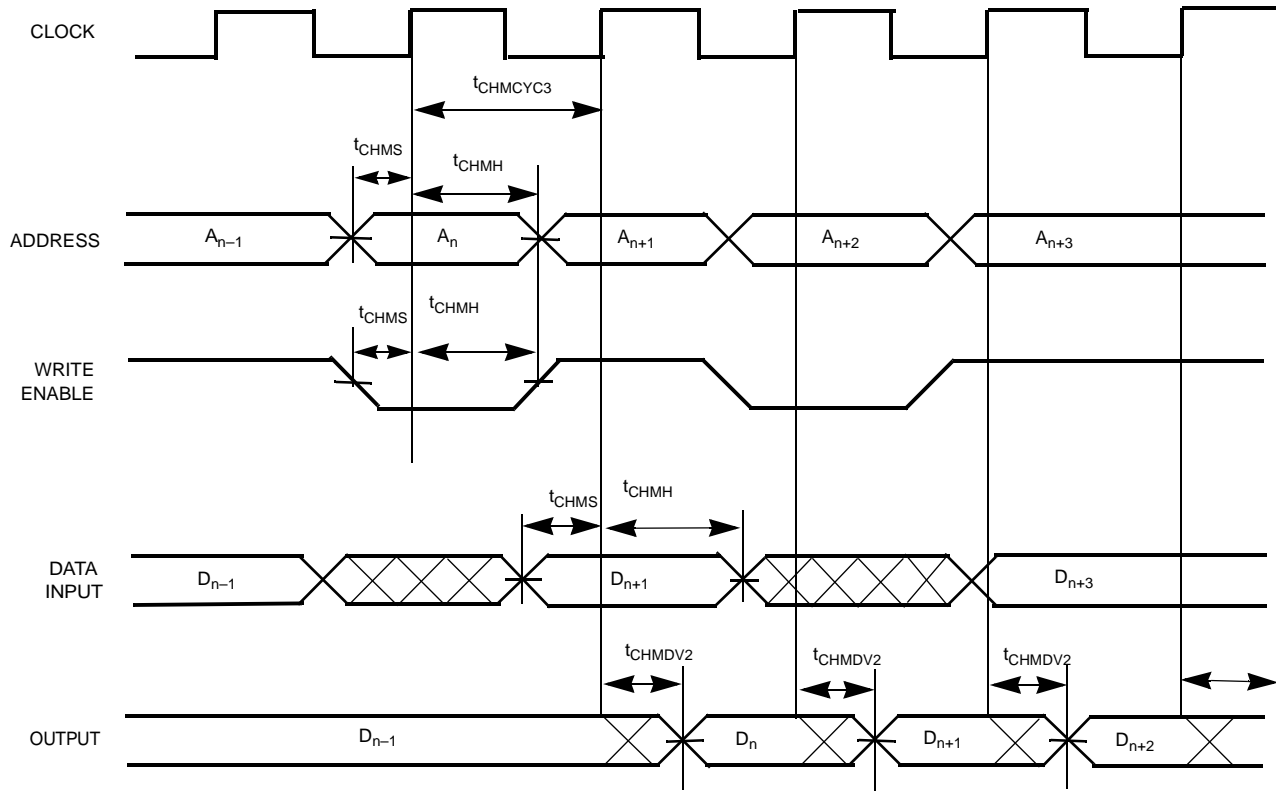 CLOCK
tCHMCYC3
tCHMS
tCHMH
ADDRESS
An–1
An
An+1
An+2
An+3
tCHMS
tCHMH
WRITE
ENABLE
tCHMS
tCHMH
DATA
INPUT
Dn–1
Dn+1
Dn+3
tCHMDV2
tCHMDV2
tCHMDV2
OUTPUT
Dn–1
Dn
Dn+1
Dn+2